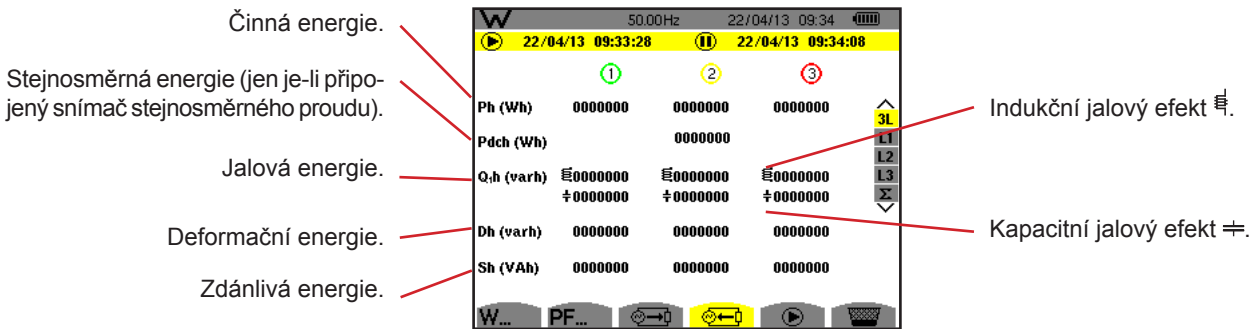 Činná energie.
Stejnosměrná energie (jen je-li připo-
jený snímač stejnosměrného proudu).
Jalová energie.
Deformační energie.
Zdánlivá energie.
W 50.00Hz 22/04/13 09:34
22/04/13 09:33:28 22/04/13 09:34:08
1 2 3
Ph (Wh) 0000000 0000000 0000000
Pdch (Wh) 0000000
Q₁h (varh) 0000000 0000000 0000000
0000000 0000000 0000000
Dh (varh) 0000000 0000000 0000000
Sh (VAh) 0000000 0000000 0000000
3L
L1
L2
L3
Σ
W... PF...
Indukční jalový efekt
Kapacitní jalový efekt